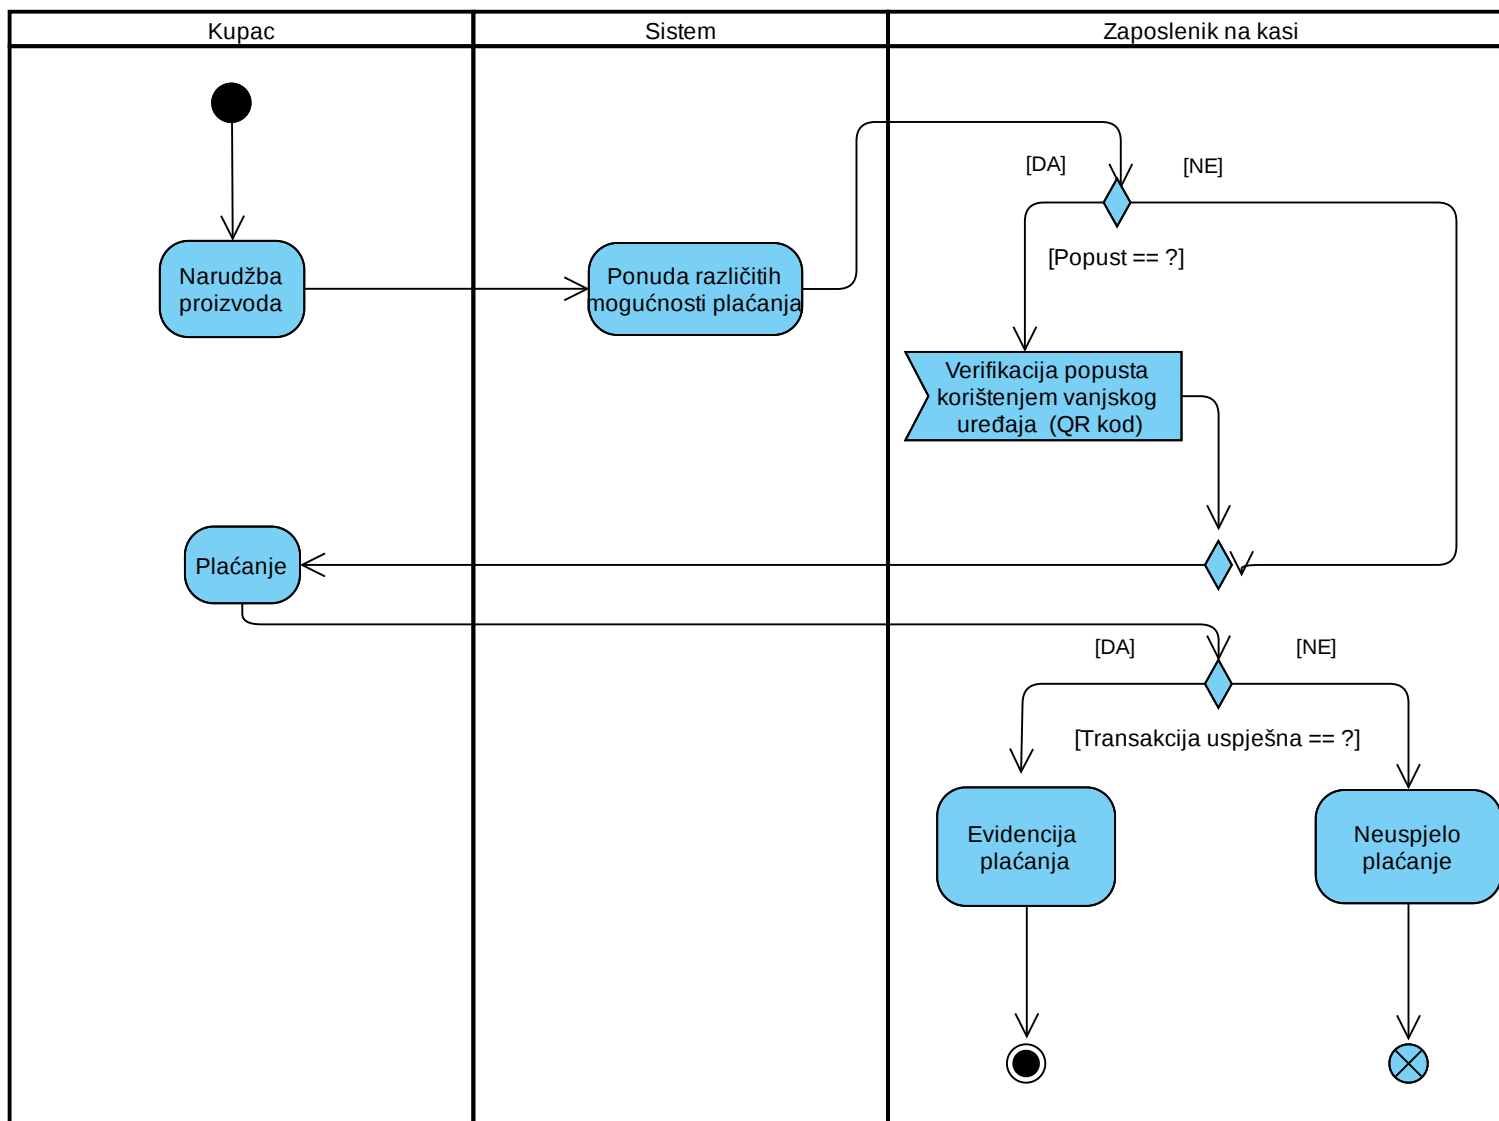 Kupac
Sistem
Zaposlenik na kasi
[DA]
[NE]
[Popust == ?]
Narudžba
proizvoda
Ponuda različitih
mogućnosti plaćanja
Verifikacija popusta
korištenjem vanjskog
uređaja (QR kod)
Plaćanje
[DA]
[NE]
[Transakcija uspješna == ?]
Evidencija
plaćanja
Neuspjelo
plaćanje